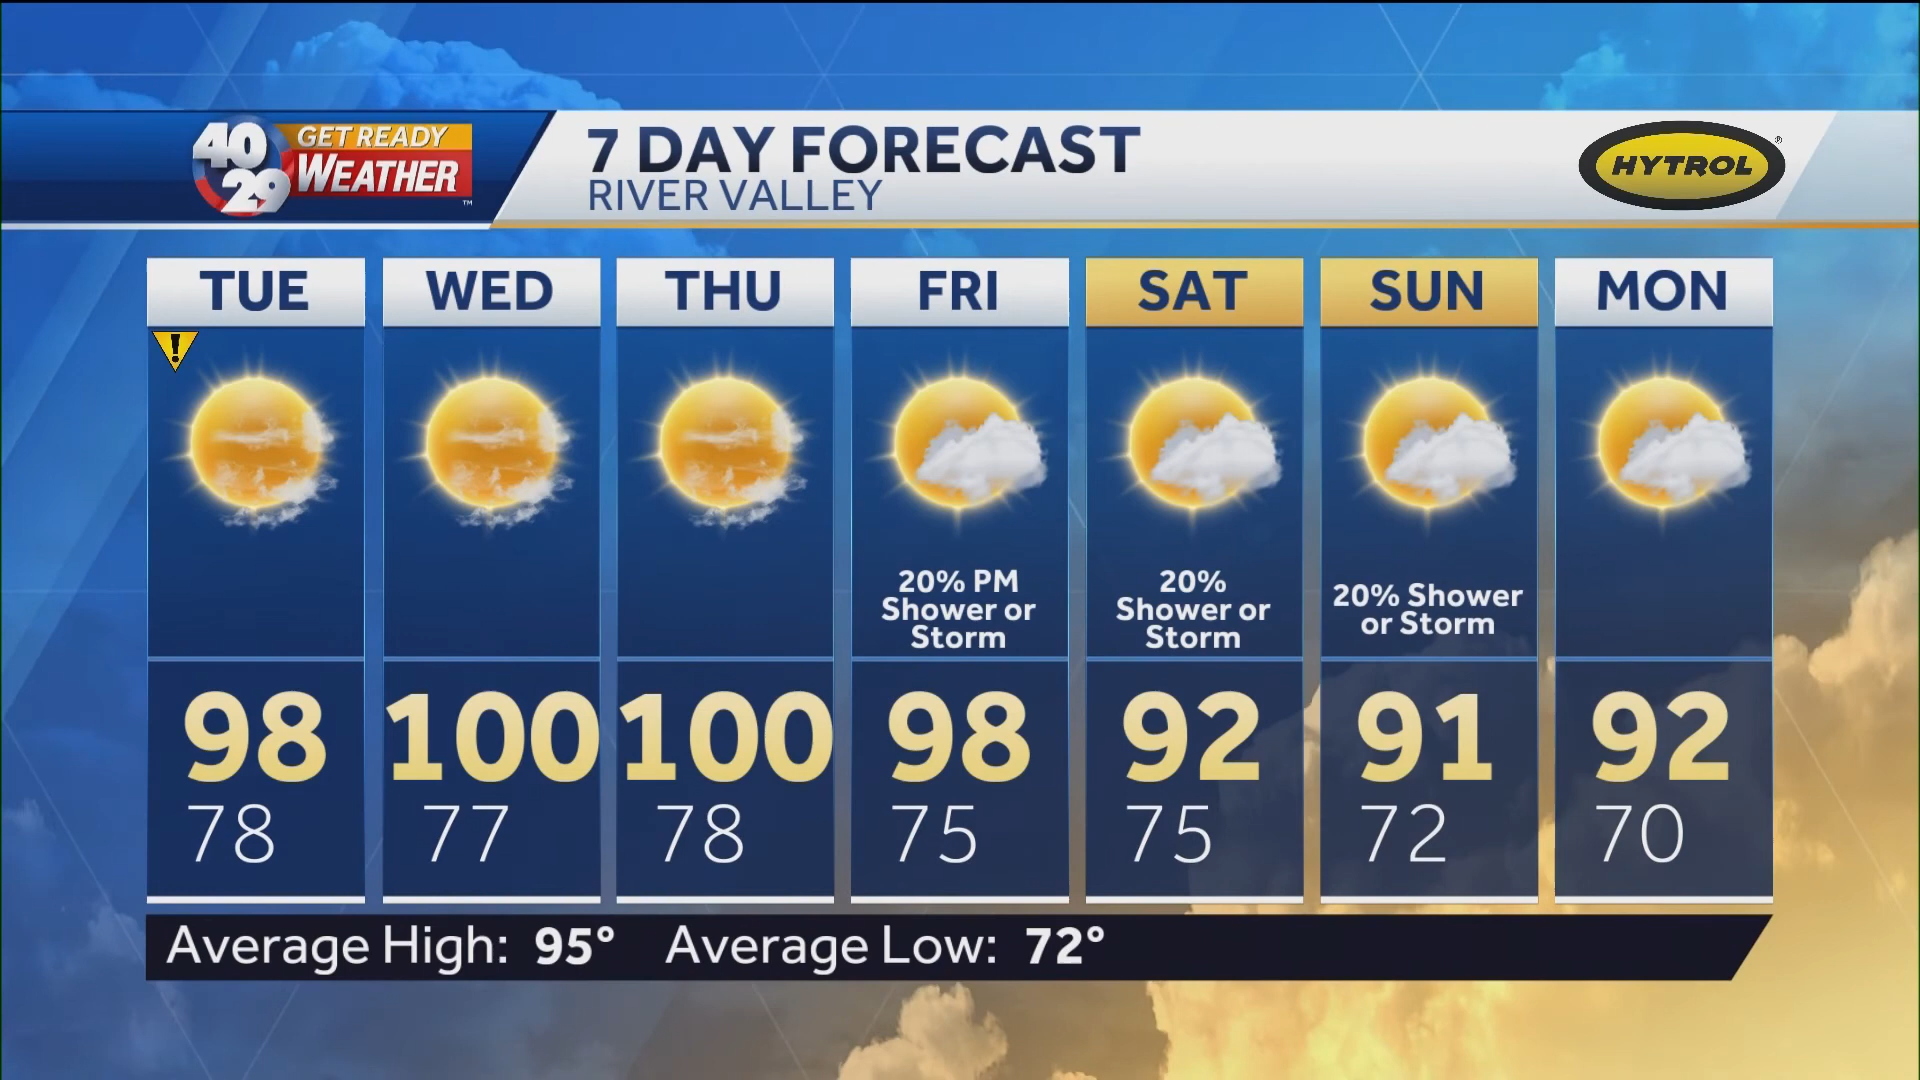 40
29
GET READY
WEATHER™
7 DAY FORECAST
RIVER VALLEY
HYTROL®
TUE
WED
THU
FRI
SAT
SUN
MON
!
20% PM
Shower or
Storm
20%
Shower or
Storm
20% Shower
or Storm
98
100
100
98
92
91
92
78
77
78
75
75
72
70
Average High: 95° Average Low: 72°